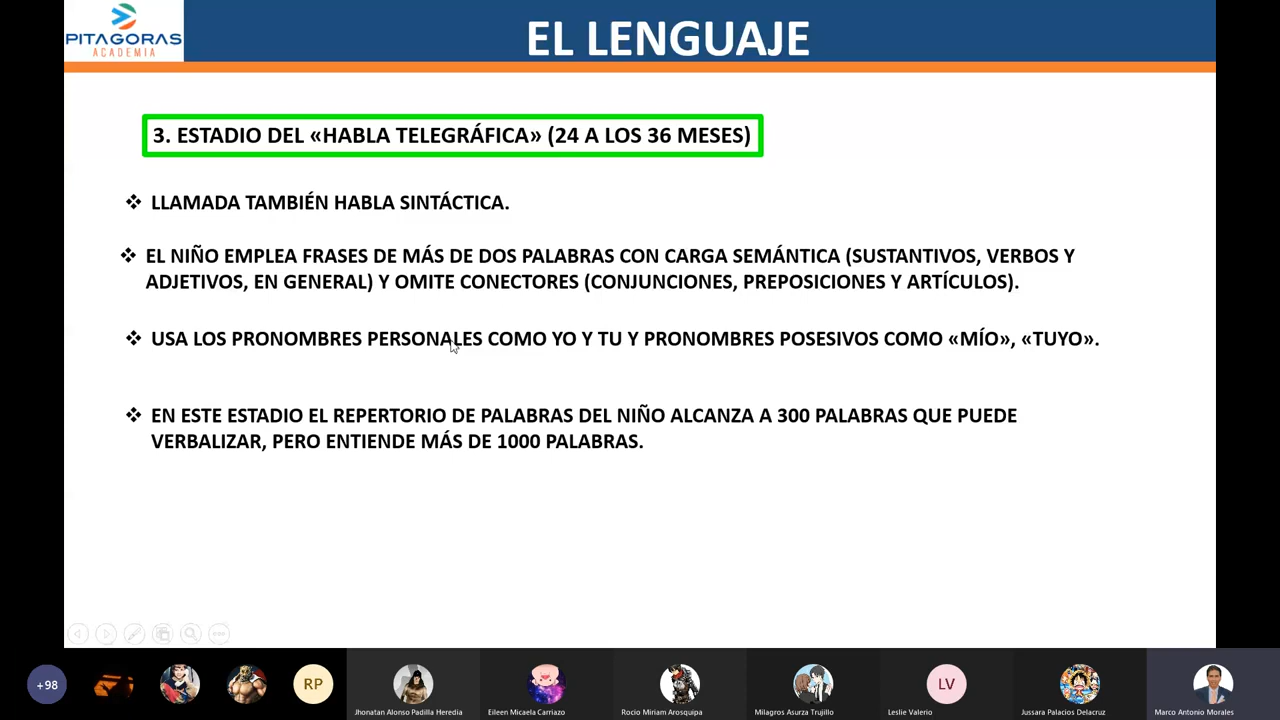 PITAGORAS
ACADEMIA
EL LENGUAJE
3. ESTADIO DEL «HABLA TELEGRÁFICA» (24 A LOS 36 MESES)
❖ LLAMADA TAMBIÉN HABLA SINTÁCTICA.
❖ EL NIÑO EMPLEA FRASES DE MÁS DE DOS PALABRAS CON CARGA SEMÁNTICA (SUSTANTIVOS, VERBOS Y
ADJETIVOS, EN GENERAL) Y OMITE CONECTORES (CONJUNCIONES, PREPOSICIONES Y ARTÍCULOS).
❖ USA LOS PRONOMBRES PERSONALES COMO YO Y TU Y PRONOMBRES POSESIVOS COMO «MÍO», «TUYO».
❖ EN ESTE ESTADIO EL REPERTORIO DE PALABRAS DEL NIÑO ALCANZA A 300 PALABRAS QUE PUEDE
VERBALIZAR, PERO ENTIENDE MÁS DE 1000 PALABRAS.
+98
RP
LV
Jhonatan Alonso Padilla Heredia
Eileen Micaela Carriazo
Rocio Miriam Arosquipa
Milagros Asurza Trujillo
Leslie Valerio
Jussara Palacios Delacruz
Marco Antonio Morales